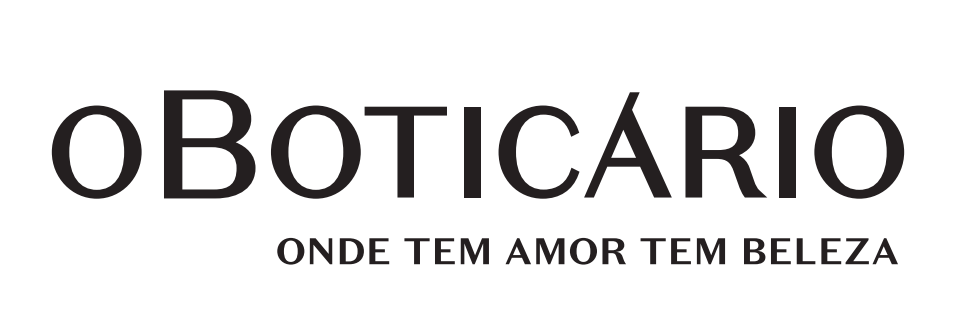 OBOTICÁRIO
ONDE TEM AMOR TEM BELEZA